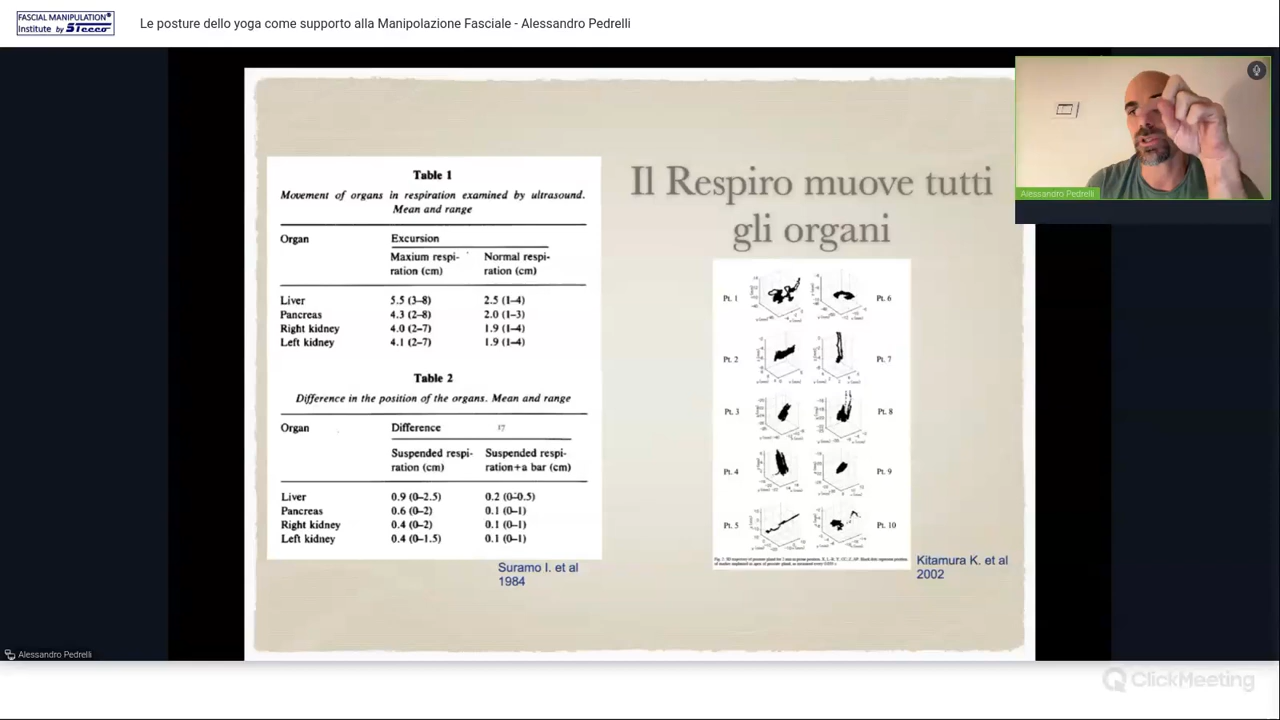 FASCIAL MANIPULATION®
Institute by Stecco
Le posture dello yoga come supporto alla Manipolazione Fasciale - Alessandro Pedrelli
Table 1
Movement of organs in respiration examined by ultrasound.
Mean and range
Organ Excursion
Maxium respi- Normal respi-
ration (cm) ration (cm)
Liver 5.5 (3–8) 2.5 (1–4)
Pancreas 4.3 (2–8) 2.0 (1–3)
Right kidney 4.0 (2–7) 1.9 (1–4)
Left kidney 4.1 (2–7) 1.9 (1–4)
Table 2
Difference in the position of the organs. Mean and range
Organ Difference 17
Suspended respi- Suspended respi-
ration (cm) ration+a bar (cm)
Liver 0.9 (0–2.5) 0.2 (0–0.5)
Pancreas 0.6 (0–2) 0.1 (0–1)
Right kidney 0.4 (0–2) 0.1 (0–1)
Left kidney 0.4 (0–1.5) 0.1 (0–1)
Suramo I. et al
1984
Il Respiro muove tutti
gli organi
Pt. 1 Pt. 6
Pt. 2 Pt. 7
Pt. 3 Pt. 8
Pt. 4 Pt. 9
Pt. 5 Pt. 10
Kitamura K. et al
2002
Alessandro Pedrelli
Alessandro Pedrelli
ClickMeeting